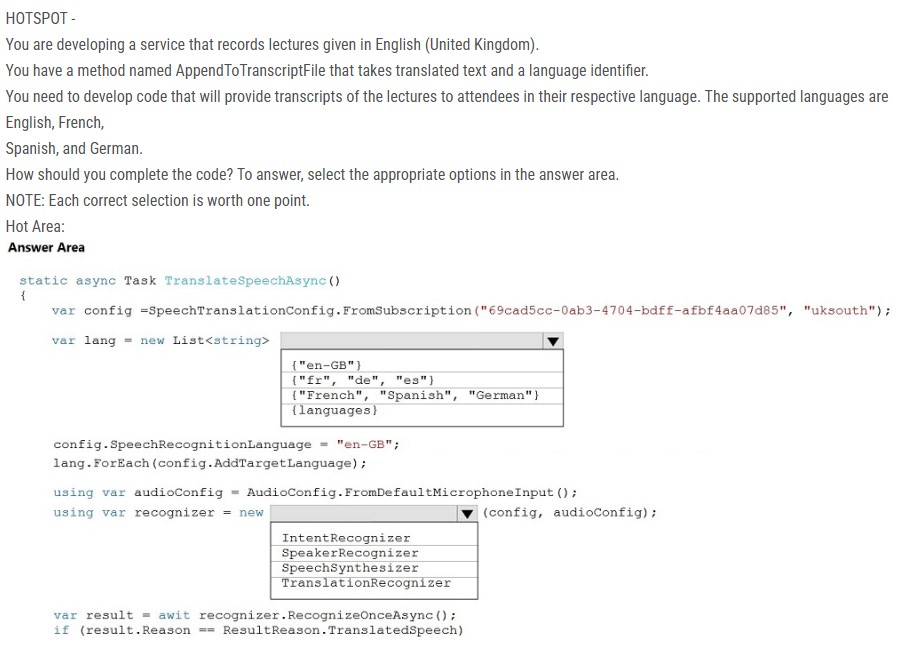 HOTSPOT -
You are developing a service that records lectures given in English (United Kingdom).
You have a method named AppendToTranscriptFile that takes translated text and a language identifier.
You need to develop code that will provide transcripts of the lectures to attendees in their respective language. The supported languages are
English, French,
Spanish, and German.
How should you complete the code? To answer, select the appropriate options in the answer area.
NOTE: Each correct selection is worth one point.
Hot Area:
Answer Area
static async Task TranslateSpeechAsync()
{
var config =SpeechTranslationConfig.FromSubscription("69cad5cc-0ab3-4704-bdff-afbf4aa07d85", "uksouth");
var lang = new List<string>
{"en-GB"}
{"fr", "de", "es"}
{"French", "Spanish", "German"}
{languages}
config.SpeechRecognitionLanguage = "en-GB";
lang.ForEach(config.AddTargetLanguage);
using var audioConfig = AudioConfig.FromDefaultMicrophoneInput();
using var recognizer = new (config, audioConfig);
IntentRecognizer
SpeakerRecognizer
SpeechSynthesizer
TranslationRecognizer
var result = awit recognizer.RecognizeOnceAsync();
if (result.Reason == ResultReason.TranslatedSpeech)